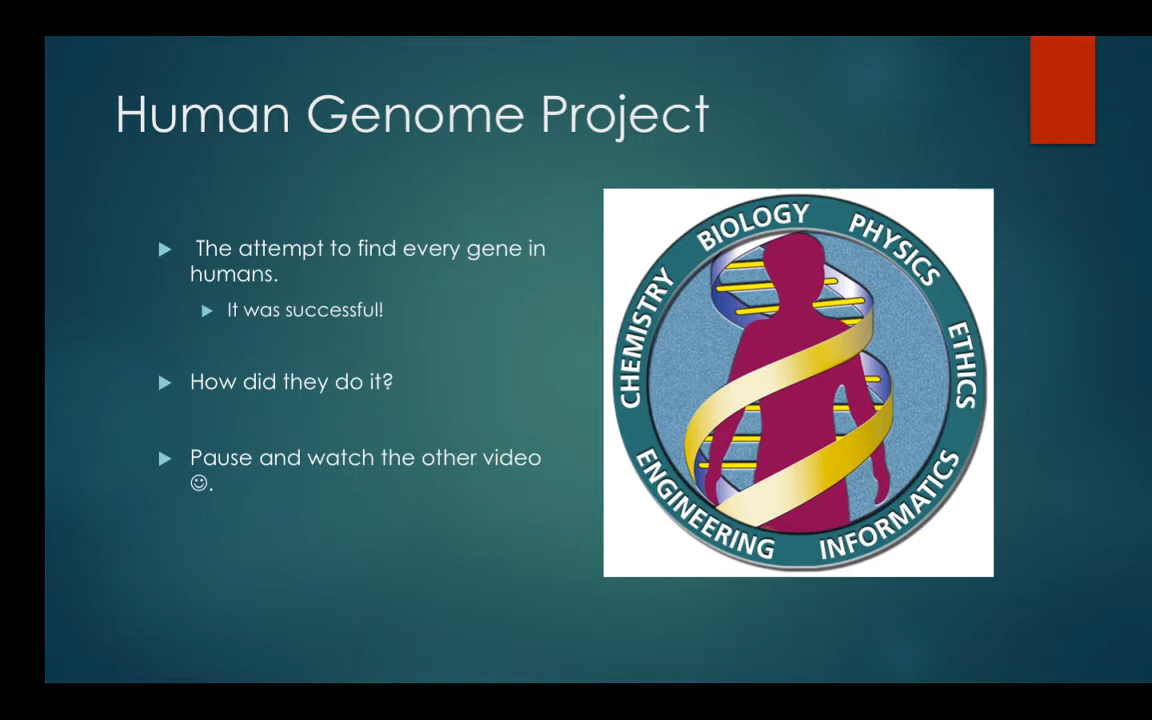 Human Genome Project
The attempt to find every gene in
humans.
It was successful!
How did they do it?
Pause and watch the other video
☺.
CHEMISTRY BIOLOGY PHYSICS ETHICS
ENGINEERING INFORMATICS